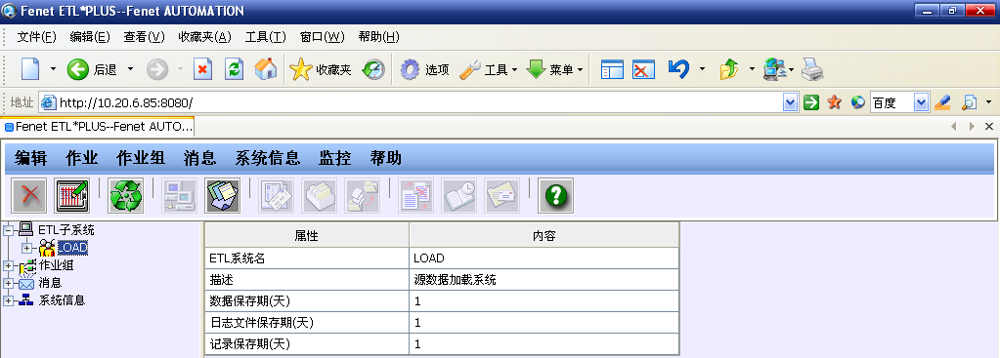 Fenet ETL*PLUS--Fenet AUTOMATION
文件(F) 编辑(E) 查看(V) 收藏夹(A) 工具(T) 窗口(W) 帮助(H)
后退 收藏夹 选项 工具 菜单
地址 http://10.20.6.85:8080/ 百度
Fenet ETL*PLUS--Fenet AUTO...
编辑 作业 作业组 消息 系统信息 监控 帮助
ETL子系统
LOAD
作业组
消息
系统信息
属性 内容
ETL系统名 LOAD
描述 源数据加载系统
数据保存期(天) 1
日志文件保存期(天) 1
记录保存期(天) 1